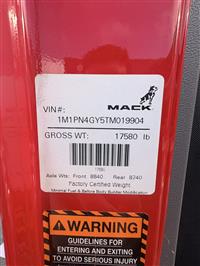 VIN#:
MACK
1M1PN4GY5TM019904
GROSS WT: 17580 lb
17580
Axle Wts: Front 8840 Rear 8740
Factory Certified Weight
Minimal Fuel & Before Body Builder Modification
WARNING
GUIDELINES FOR
ENTERING AND EXITING
TO AVOID SERIOUS INJURY